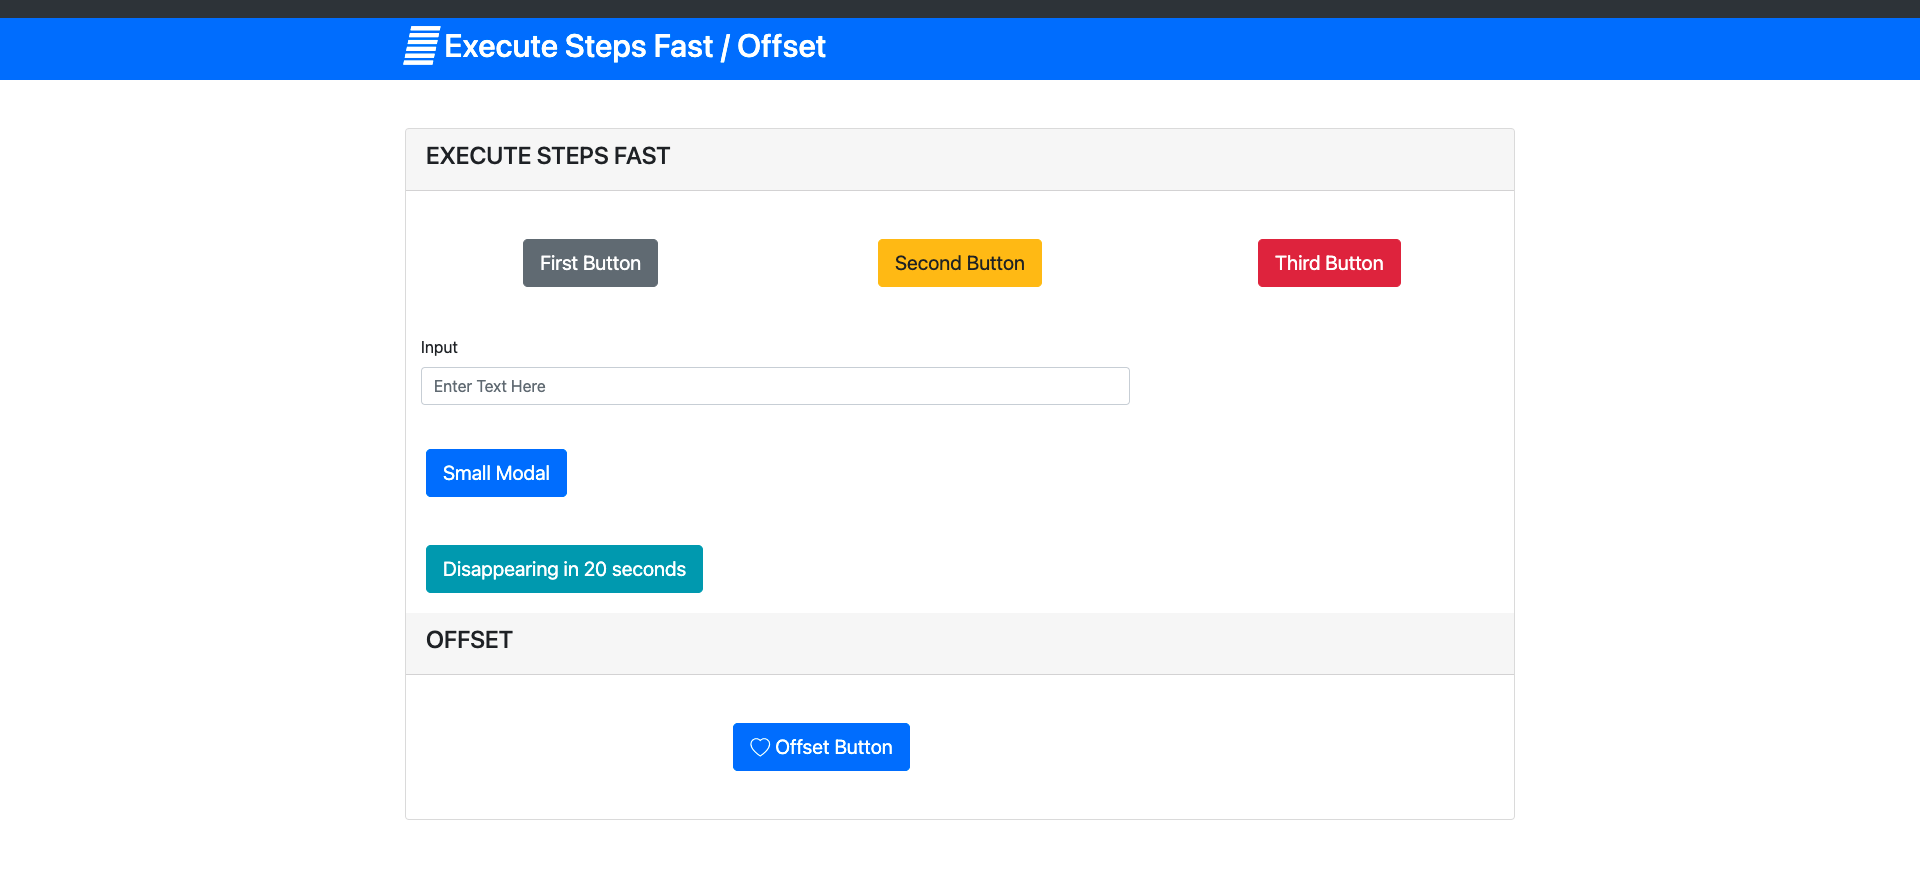 Execute Steps Fast / Offset
EXECUTE STEPS FAST
First Button
Second Button
Third Button
Input
Enter Text Here
Small Modal
Disappearing in 20 seconds
OFFSET
Offset Button